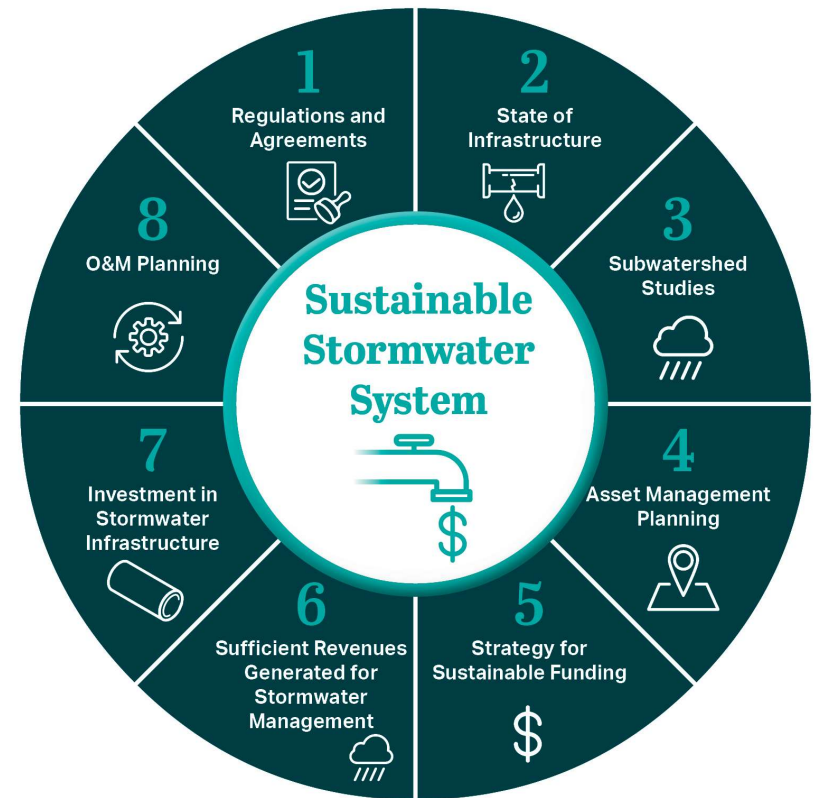 1
Regulations and
Agreements
2
State of
Infrastructure
3
Subwatershed
Studies
4
Asset Management
Planning
5
Strategy for
Sustainable Funding
$
6
Sufficient Revenues
Generated for
Stormwater
Management
7
Investment in
Stormwater
Infrastructure
8
O&M Planning
Sustainable
Stormwater
System
$